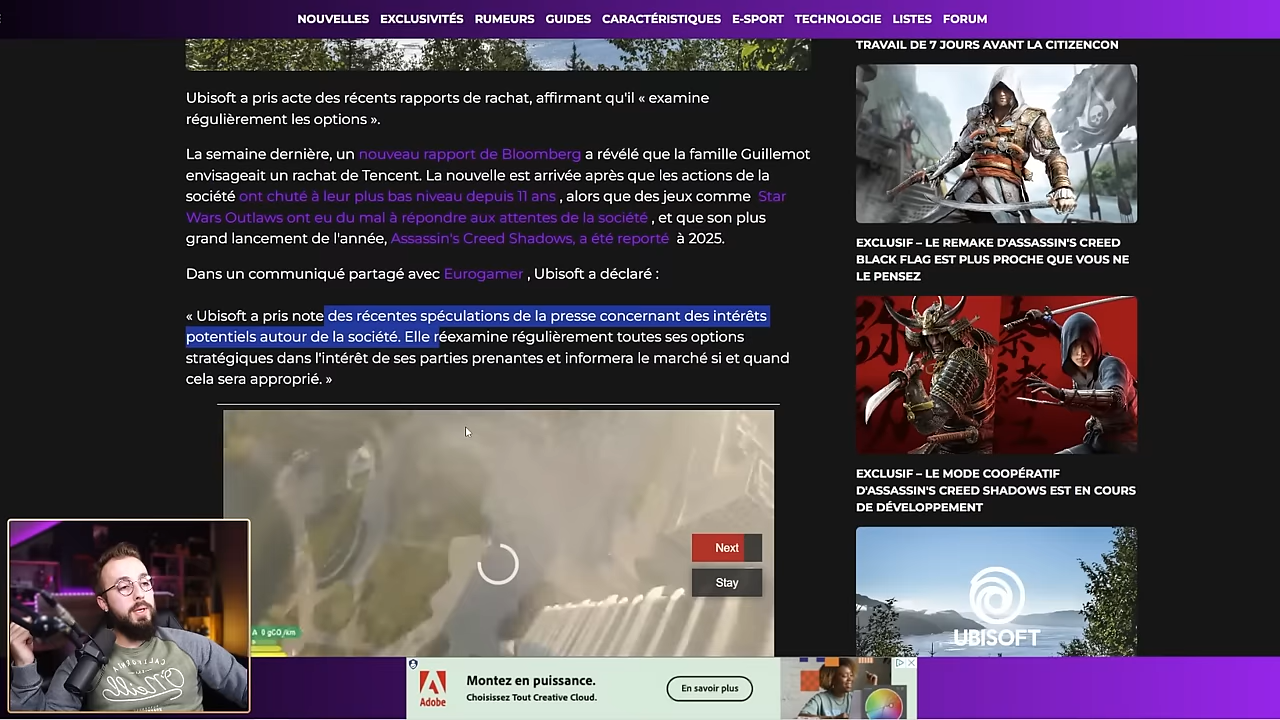 NOUVELLES EXCLUSIVITÉS RUMEURS GUIDES CARACTÉRISTIQUES E-SPORT TECHNOLOGIE LISTES FORUM
Ubisoft a pris acte des récents rapports de rachat, affirmant qu'il « examine
régulièrement les options ».
La semaine dernière, un nouveau rapport de Bloomberg a révélé que la famille Guillemot
envisageait un rachat de Tencent. La nouvelle est arrivée après que les actions de la
société ont chuté à leur plus bas niveau depuis 11 ans , alors que des jeux comme Star
Wars Outlaws ont eu du mal à répondre aux attentes de la société , et que son plus
grand lancement de l'année, Assassin's Creed Shadows, a été reporté à 2025.
Dans un communiqué partagé avec Eurogamer , Ubisoft a déclaré :
« Ubisoft a pris note des récentes spéculations de la presse concernant des intérêts
potentiels autour de la société. Elle réexamine régulièrement toutes ses options
stratégiques dans l'intérêt de ses parties prenantes et informera le marché si et quand
cela sera approprié. »
Next
Stay
0 gCO₂/km
TRAVAIL DE 7 JOURS AVANT LA CITIZENCON
EXCLUSIF – LE REMAKE D'ASSASSIN'S CREED
BLACK FLAG EST PLUS PROCHE QUE VOUS NE
LE PENSEZ
EXCLUSIF – LE MODE COOPÉRATIF
D'ASSASSIN'S CREED SHADOWS EST EN COURS
DE DÉVELOPPEMENT
UBISOFT
CALIFORNIA
O'Neill
Adobe
Montez en puissance.
Choisissez Tout Creative Cloud.
En savoir plus